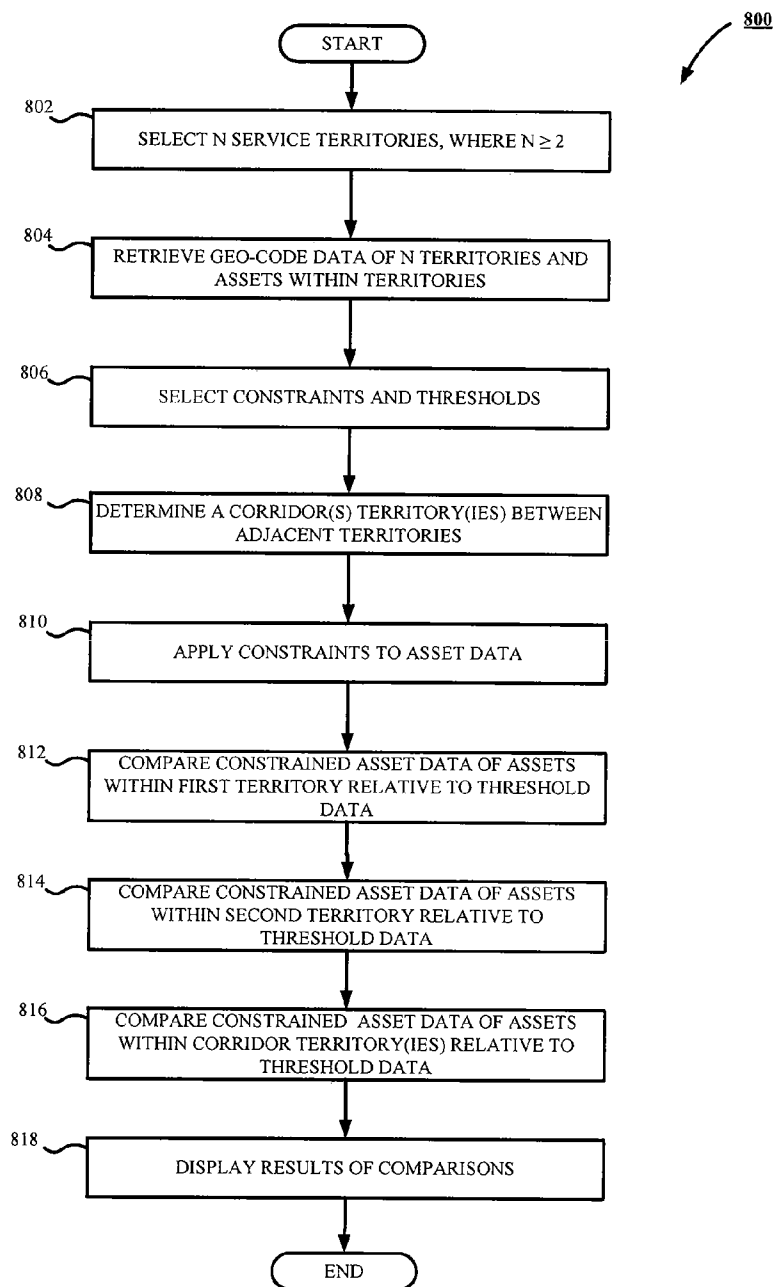 800
START
802
SELECT N SERVICE TERRITORIES, WHERE N ≥ 2
804
RETRIEVE GEO-CODE DATA OF N TERRITORIES AND
ASSETS WITHIN TERRITORIES
806
SELECT CONSTRAINTS AND THRESHOLDS
808
DETERMINE A CORRIDOR(S) TERRITORY(IES) BETWEEN
ADJACENT TERRITORIES
810
APPLY CONSTRAINTS TO ASSET DATA
812
COMPARE CONSTRAINED ASSET DATA OF ASSETS
WITHIN FIRST TERRITORY RELATIVE TO THRESHOLD
DATA
814
COMPARE CONSTRAINED ASSET DATA OF ASSETS
WITHIN SECOND TERRITORY RELATIVE TO
THRESHOLD DATA
816
COMPARE CONSTRAINED ASSET DATA OF ASSETS
WITHIN CORRIDOR TERRITORY(IES) RELATIVE TO
THRESHOLD DATA
818
DISPLAY RESULTS OF COMPARISONS
END